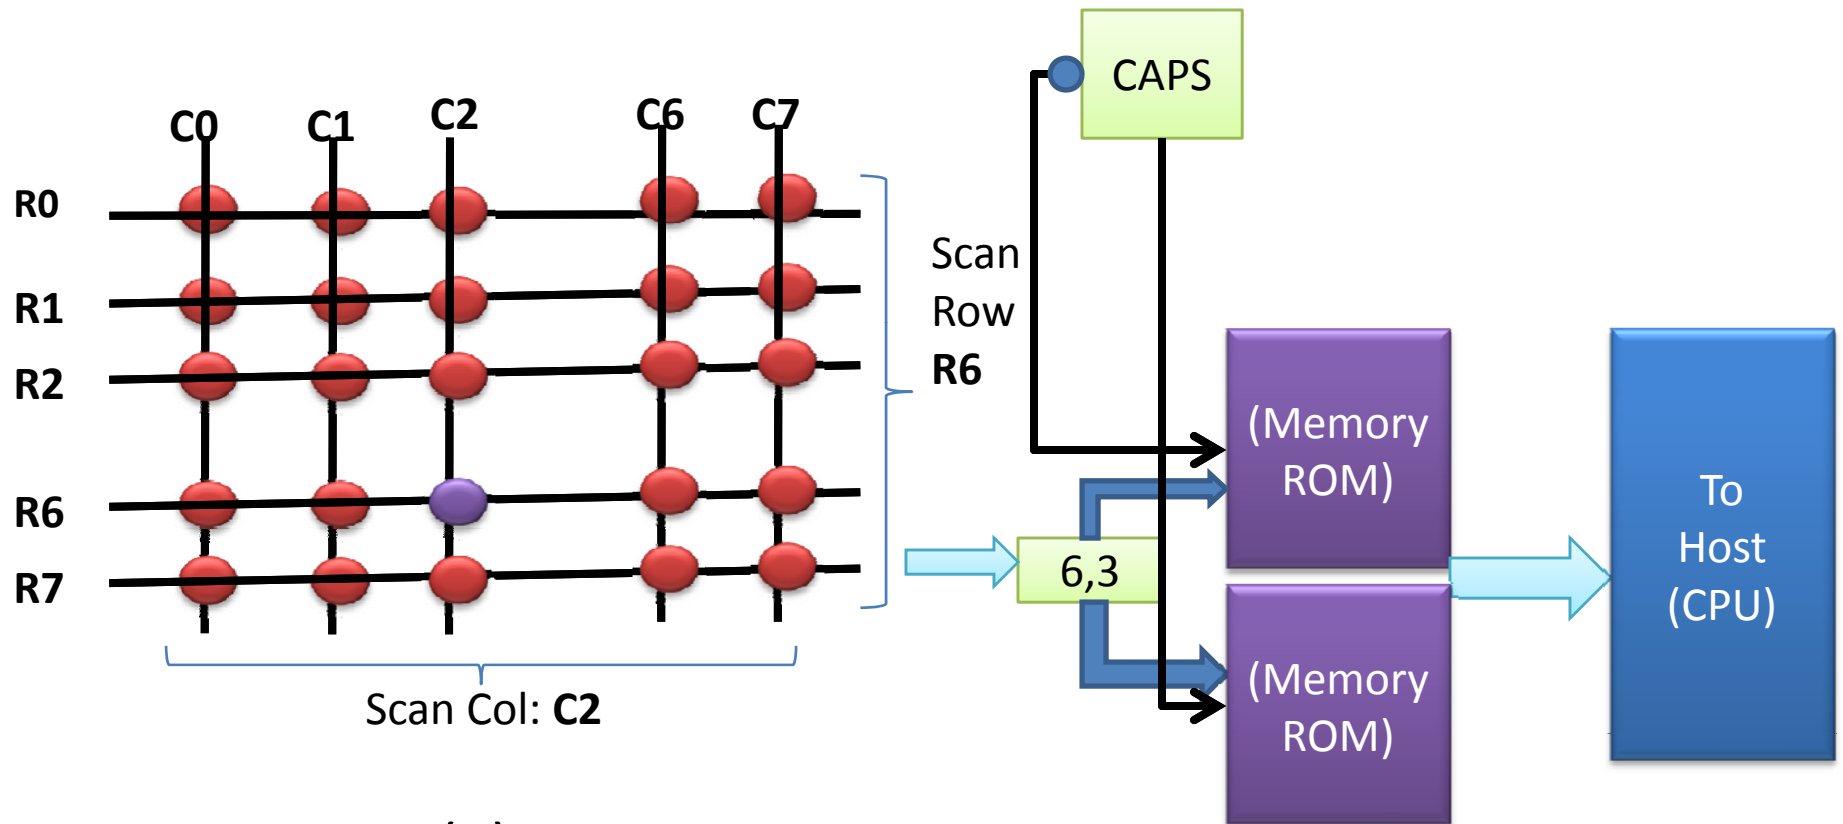 CAPS
C0 C1 C2 C6 C7
R0
R1
R2
R6
R7
Scan
Row
R6
Scan Col: C2
6,3
(Memory
ROM)
(Memory
ROM)
To
Host
(CPU)